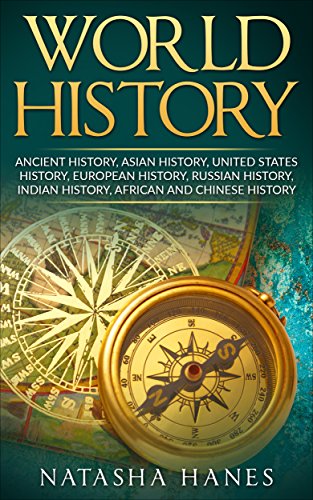 WORLD
HISTORY
ANCIENT HISTORY, ASIAN HISTORY, UNITED STATES
HISTORY, EUROPEAN HISTORY, RUSSIAN HISTORY,
INDIAN HISTORY, AFRICAN AND CHINESE HISTORY
NATASHA HANES